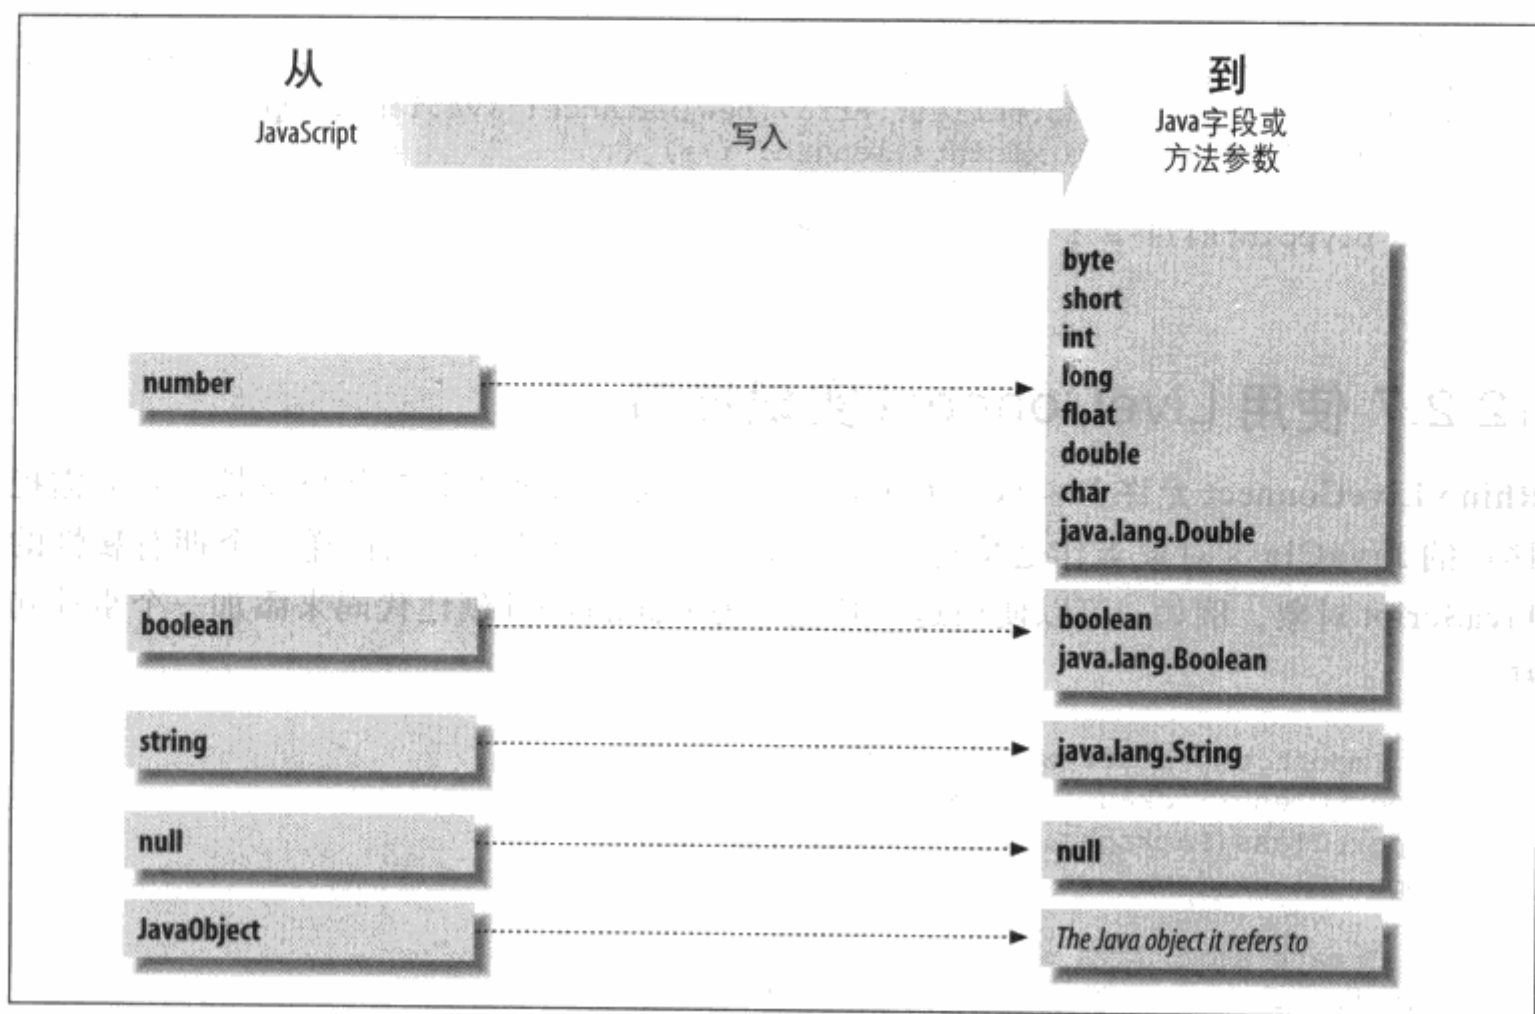 从
到
JavaScript
写入
Java字段或
方法参数
number
byte
short
int
long
float
double
char
java.lang.Double
boolean
boolean
java.lang.Boolean
string
java.lang.String
null
null
JavaObject
The Java object it refers to